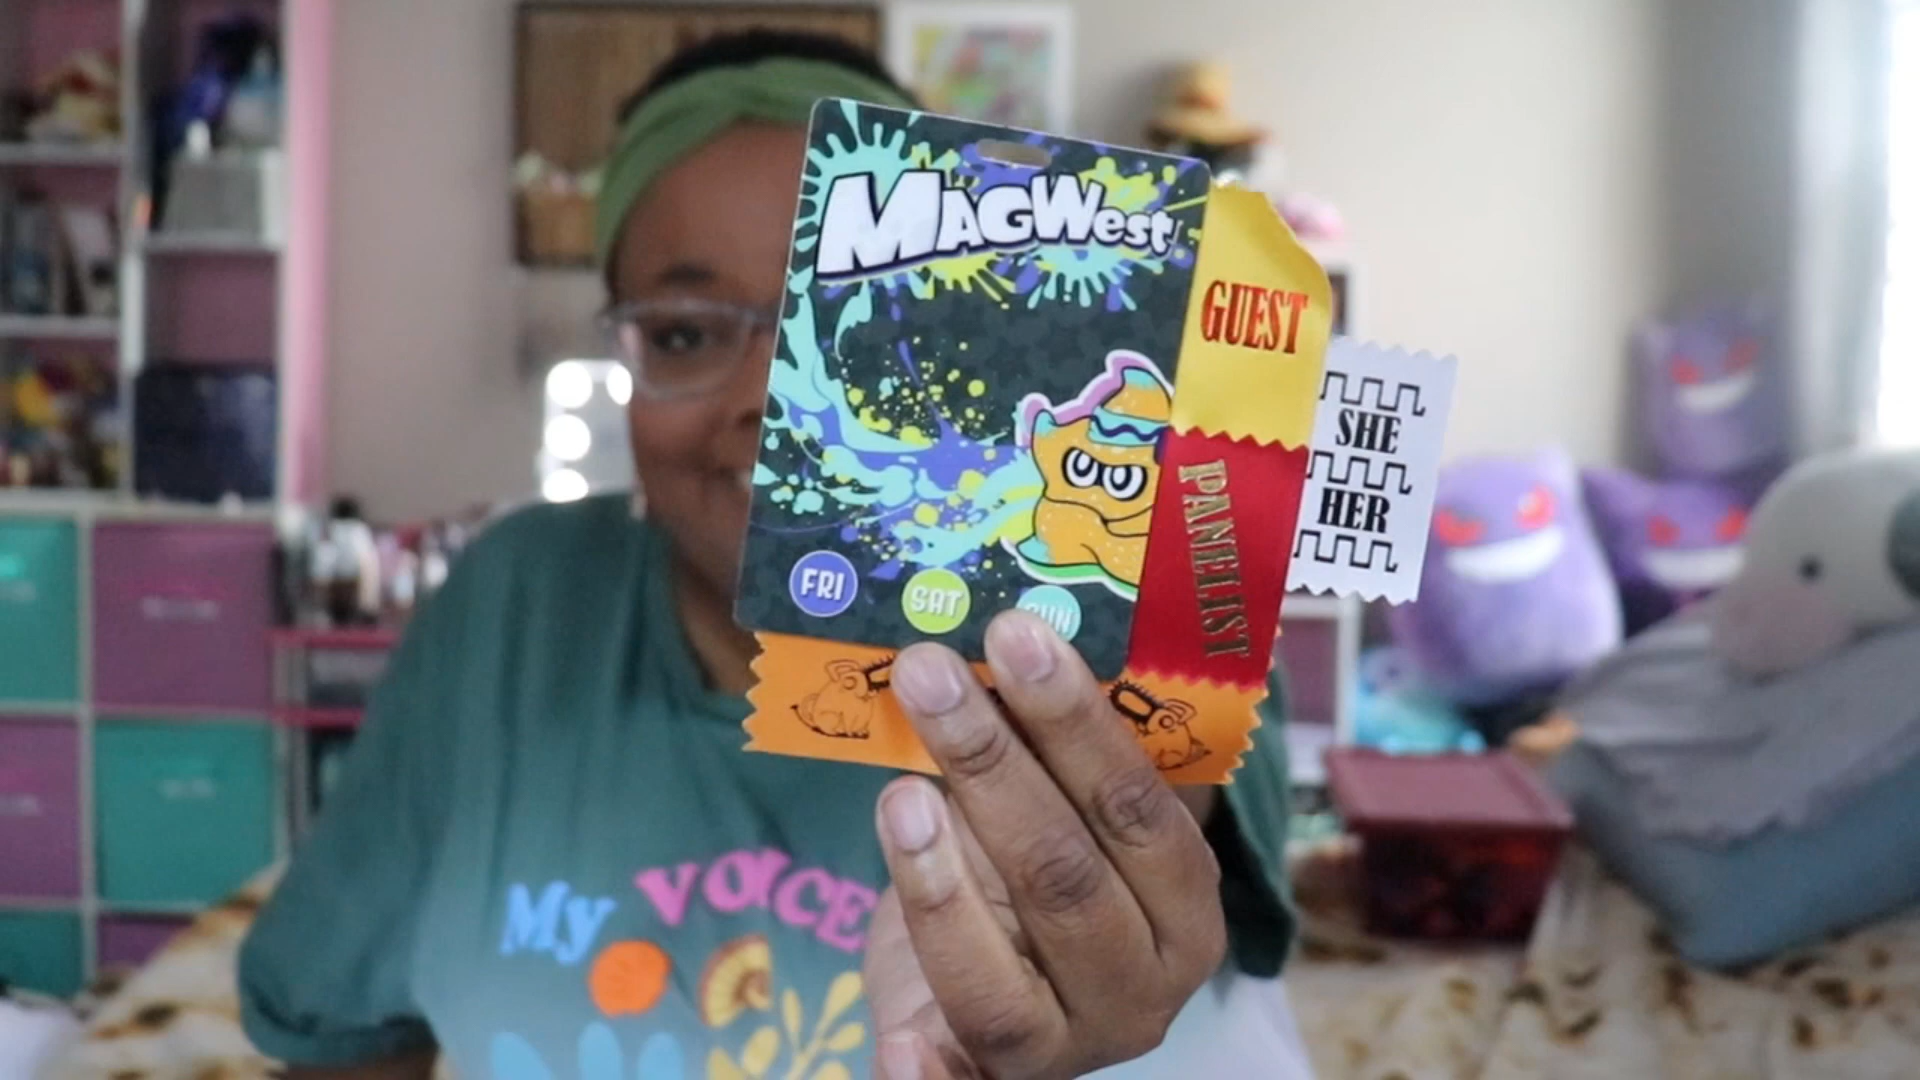 MAGWest
GUEST
SHE
HER
PANELIST
FRI
SAT
SUN
My VOICE